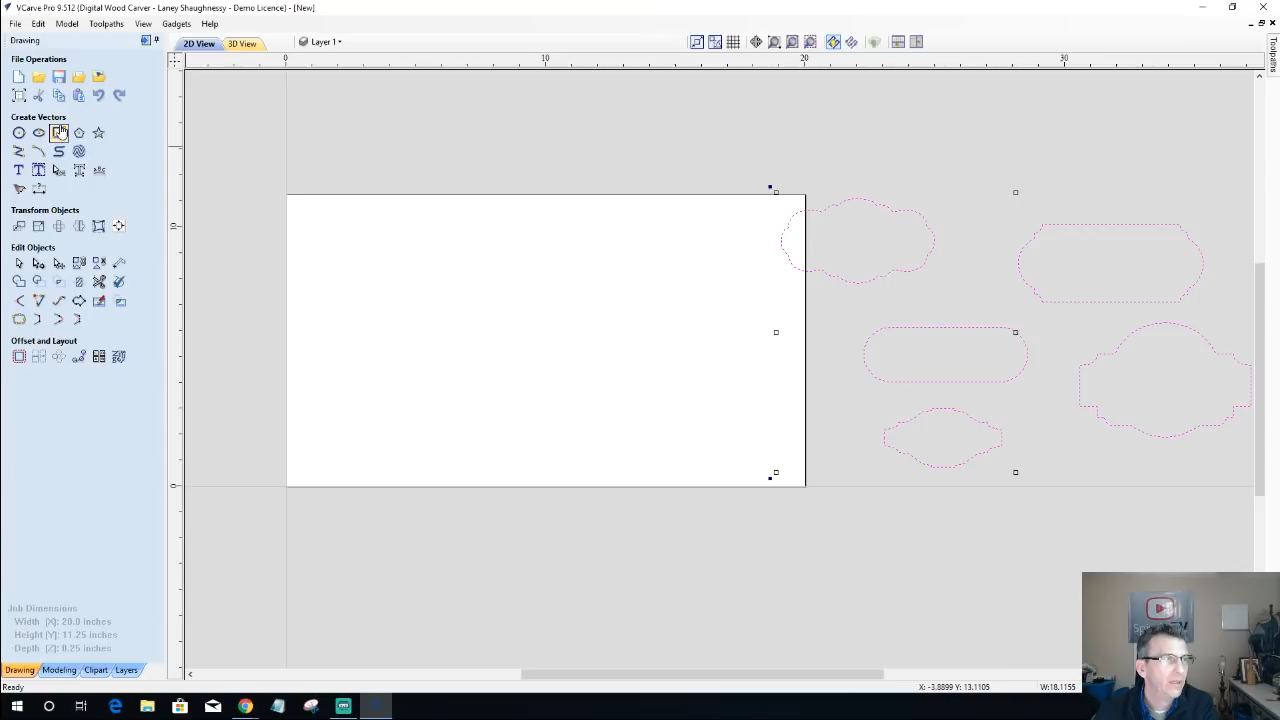 VCarve Pro 9.512 (Digital Wood Carver - Laney Shaughnessy - Demo Licence) - [New]
File Edit Model Toolpaths View Gadgets Help
Drawing
2D View 3D View Layer 1
File Operations
0 10 20 30
Create Vectors
Transform Objects
Edit Objects
Offset and Layout
Toolpaths
0
Job Dimensions
Width (X): 20.0 inches
Height (Y): 11.25 inches
Depth (Z): 0.25 inches
Drawing Modeling Clipart Layers
Ready
X: -3.8899 Y: 13.1105
W:18.1155